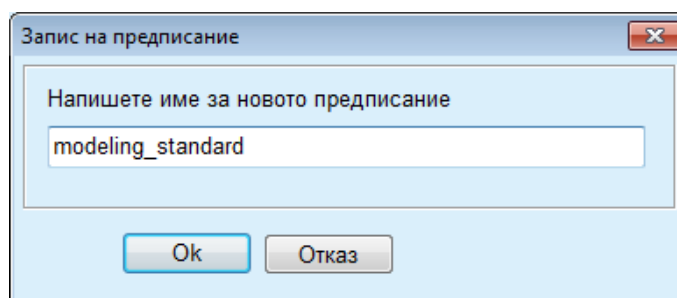 Запис на предписание
Напишете име за новото предписание
modeling_standard
Ok
Отказ